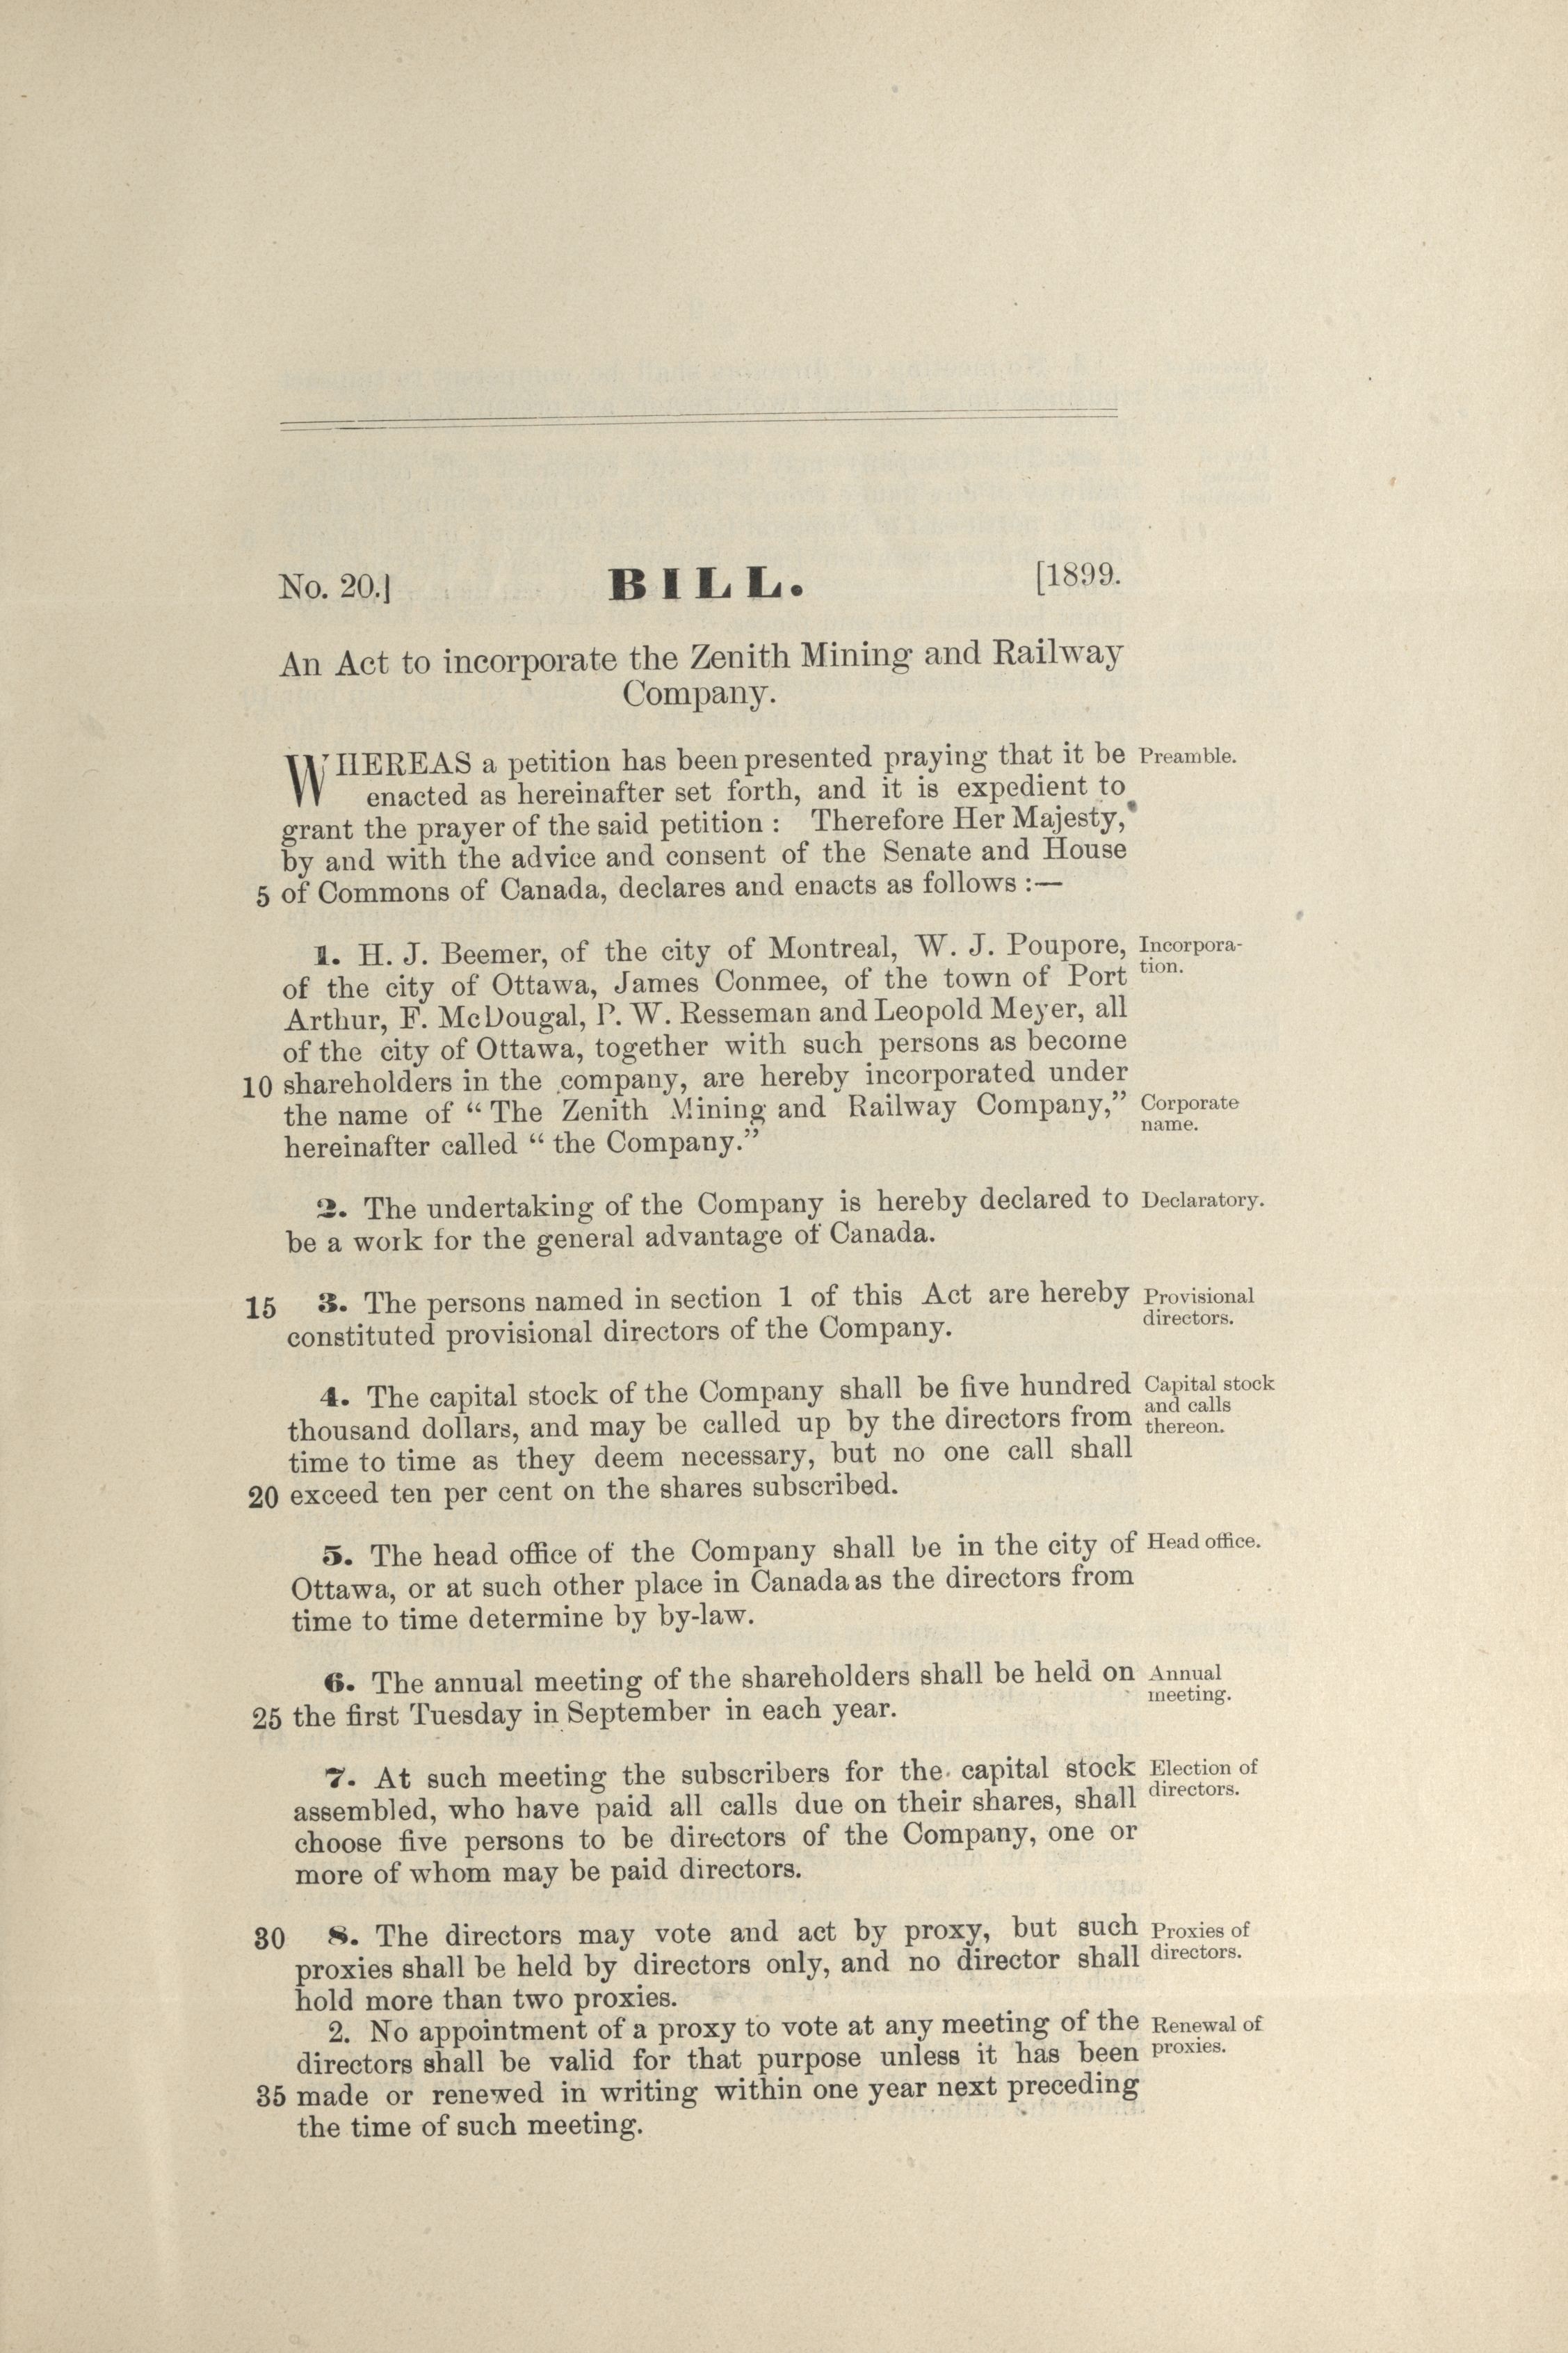 No. 20.] BILL. [1899.
An Act to incorporate the Zenith Mining and Railway
Company.
WHEREAS a petition has been presented praying that it be Preamble.
enacted as hereinafter set forth, and it is expedient to
grant the prayer of the said petition : Therefore Her Majesty,
by and with the advice and consent of the Senate and House
5 of Commons of Canada, declares and enacts as follows :—
1. H. J. Beemer, of the city of Montreal, W. J. Poupore, Incorpora-
of the city of Ottawa, James Conmee, of the town of Port tion.
Arthur, F. McDougal, P. W. Resseman and Leopold Meyer, all
of the city of Ottawa, together with such persons as become
10 shareholders in the company, are hereby incorporated under
the name of “ The Zenith Mining and Railway Company,” Corporate
hereinafter called “ the Company.” name.
2. The undertaking of the Company is hereby declared to Declaratory.
be a work for the general advantage of Canada.
15 3. The persons named in section 1 of this Act are hereby Provisional
constituted provisional directors of the Company. directors.
4. The capital stock of the Company shall be five hundred Capital stock
thousand dollars, and may be called up by the directors from and calls
time to time as they deem necessary, but no one call shall thereon.
20 exceed ten per cent on the shares subscribed.
5. The head office of the Company shall be in the city of Head office.
Ottawa, or at such other place in Canada as the directors from
time to time determine by by-law.
6. The annual meeting of the shareholders shall be held on Annual
25 the first Tuesday in September in each year. meeting.
7. At such meeting the subscribers for the capital stock Election of
assembled, who have paid all calls due on their shares, shall directors.
choose five persons to be directors of the Company, one or
more of whom may be paid directors.
30 8. The directors may vote and act by proxy, but such Proxies of
proxies shall be held by directors only, and no director shall directors.
hold more than two proxies.
2. No appointment of a proxy to vote at any meeting of the Renewal of
directors shall be valid for that purpose unless it has been proxies.
35 made or renewed in writing within one year next preceding
the time of such meeting.